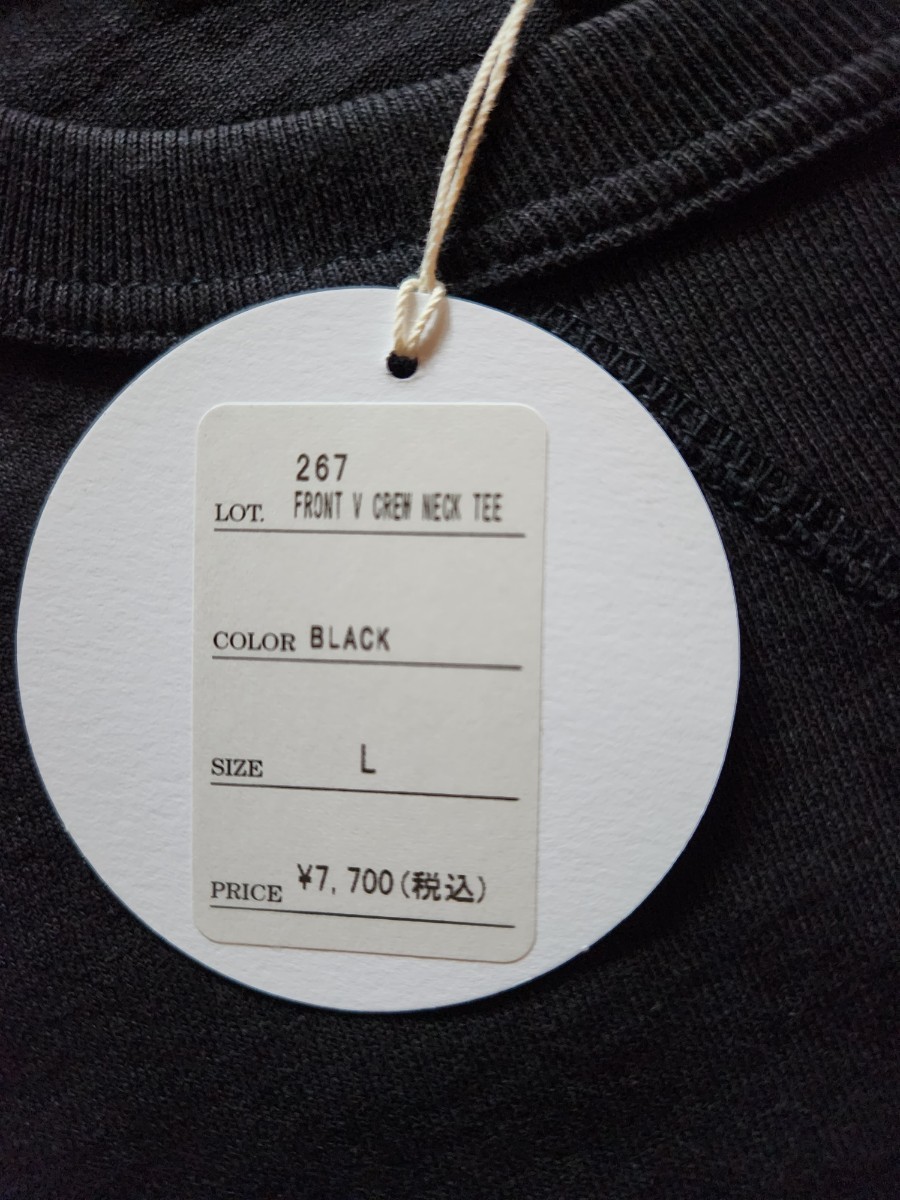 267
LOT. FRONT V CREW NECK TEE
COLOR BLACK
SIZE L
PRICE ¥7,700(税込)